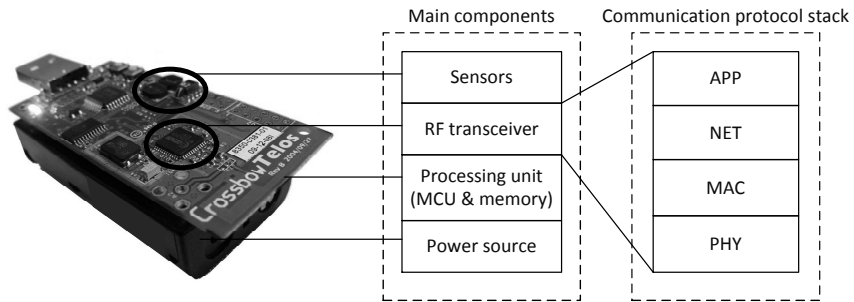 Main components
Communication protocol stack
Sensors
RF transceiver
Processing unit
(MCU & memory)
Power source
APP
NET
MAC
PHY
CrossbowTelos